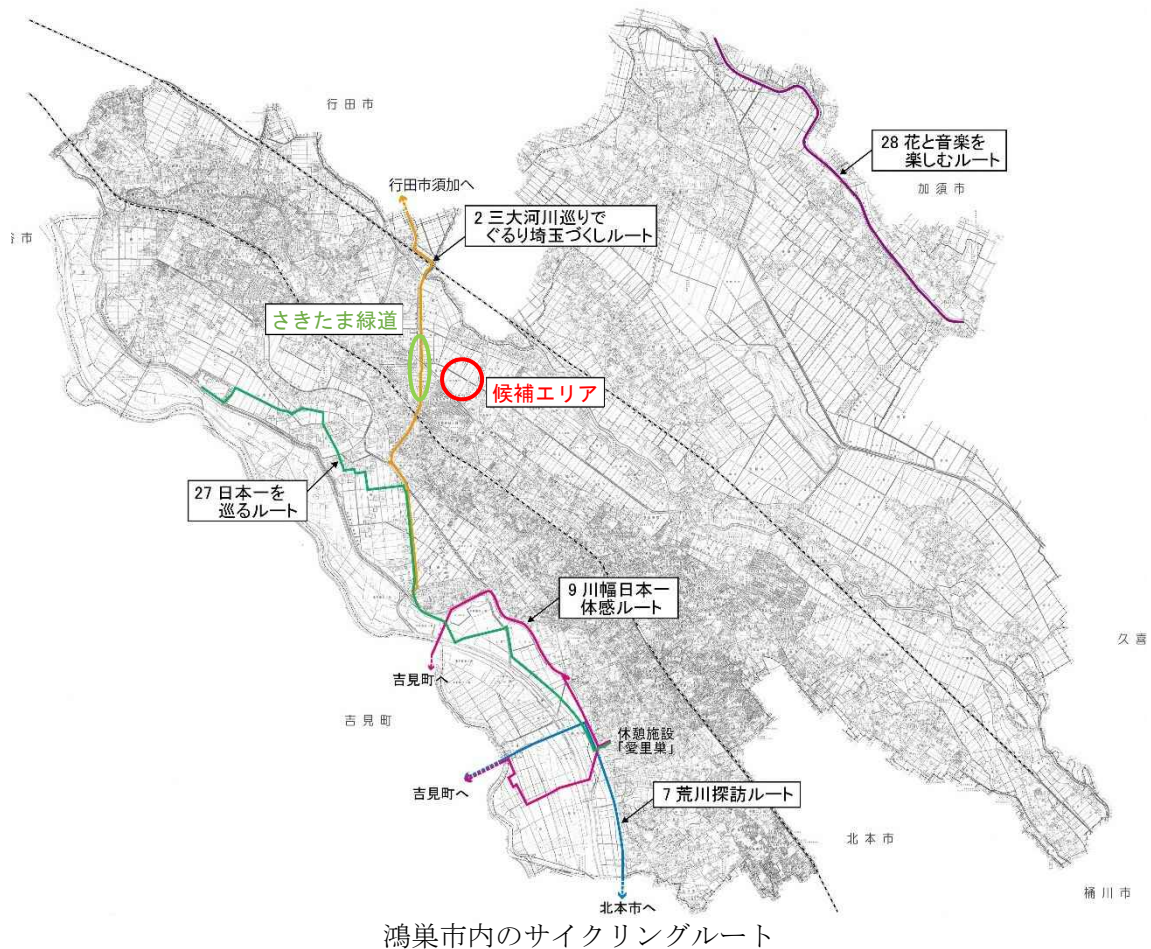 行田市
28 花と音楽を
楽しむルート
加須市
行田市須加へ
2 三大河川巡りで
ぐるり埼玉づくしルート
谷市
さきたま緑道
候補エリア
27 日本一を
巡るルート
9 川幅日本一
体感ルート
久喜
吉見町へ
吉見町
休憩施設
「愛里巣」
吉見町へ
7 荒川探訪ルート
北本市
桶川市
北本市へ
鴻巣市内のサイクリングルート